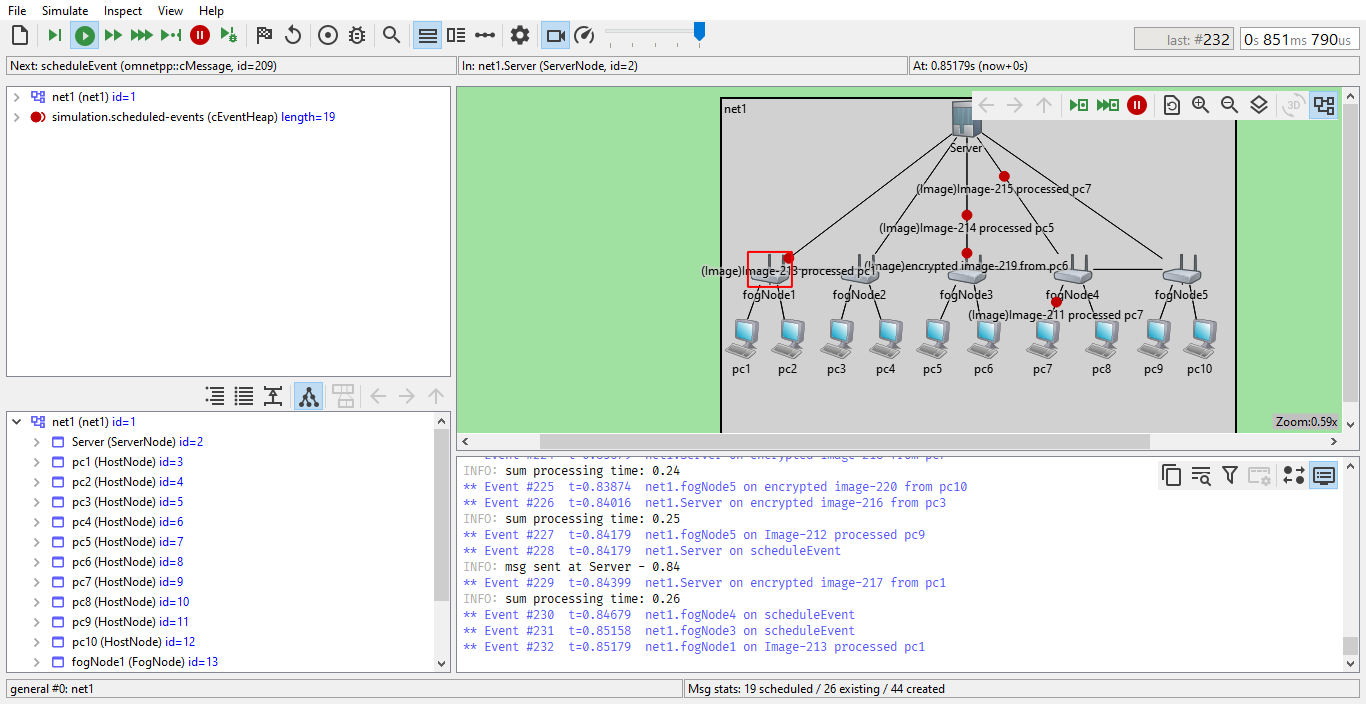 File Simulate Inspect View Help
last: #232 0s 851ms 790us
Next: scheduleEvent (omnetpp::cMessage, id=209) In: net1.Server (ServerNode, id=2) At: 0.85179s (now+0s)
net1 (net1) id=1
simulation.scheduled-events (cEventHeap) length=19
net1
3D
Server
(Image)Image-215 processed pc7
(Image)Image-214 processed pc5
(Image)encrypted image-219 from pc6
(Image)Image-213 processed pc1
fogNode1 fogNode2 fogNode3 fogNode4 fogNode5
(Image)Image-211 processed pc7
pc1 pc2 pc3 pc4 pc5 pc6 pc7 pc8 pc9 pc10
Zoom:0.59x
net1 (net1) id=1
Server (ServerNode) id=2
pc1 (HostNode) id=3
pc2 (HostNode) id=4
pc3 (HostNode) id=5
pc4 (HostNode) id=6
pc5 (HostNode) id=7
pc6 (HostNode) id=8
pc7 (HostNode) id=9
pc8 (HostNode) id=10
pc9 (HostNode) id=11
pc10 (HostNode) id=12
fogNode1 (FogNode) id=13
INFO: sum processing time: 0.24
** Event #225 t=0.83874 net1.fogNode5 on encrypted image-220 from pc10
** Event #226 t=0.84016 net1.Server on encrypted image-216 from pc3
INFO: sum processing time: 0.25
** Event #227 t=0.84179 net1.fogNode5 on Image-212 processed pc9
** Event #228 t=0.84179 net1.Server on scheduleEvent
INFO: msg sent at Server - 0.84
** Event #229 t=0.84399 net1.Server on encrypted image-217 from pc1
INFO: sum processing time: 0.26
** Event #230 t=0.84679 net1.fogNode4 on scheduleEvent
** Event #231 t=0.85158 net1.fogNode3 on scheduleEvent
** Event #232 t=0.85179 net1.fogNode1 on Image-213 processed pc1
general #0: net1 Msg stats: 19 scheduled / 26 existing / 44 created